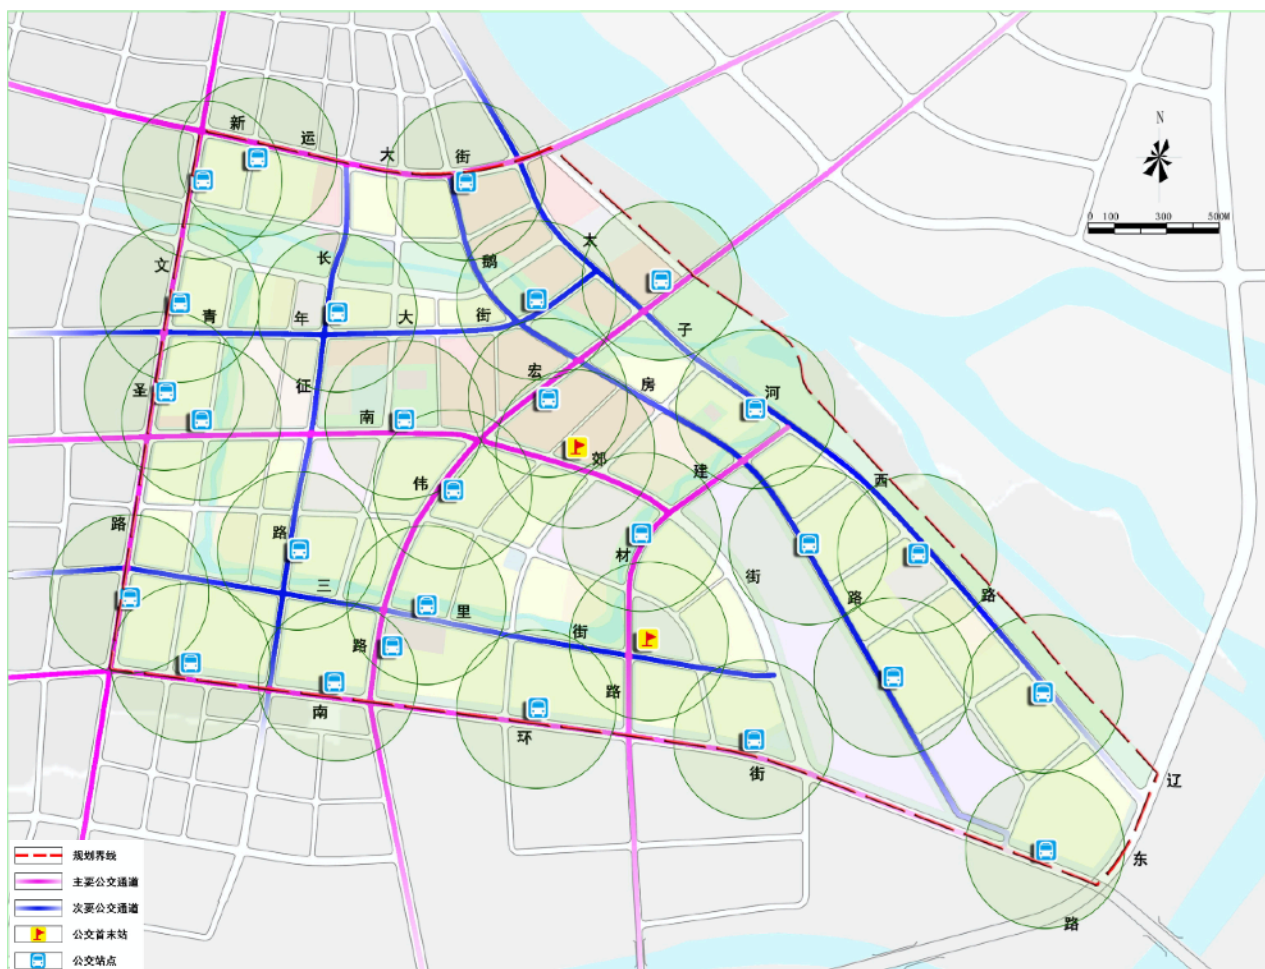 新运大街
N
0 100 300 500M
文圣路
长征路
鹅房路
太子河西路
青年大街
宏伟路
南郊街
建材路
三里街
南环街
辽东路
规划界线
主要公交通道
次要公交通道
公交首末站
公交站点